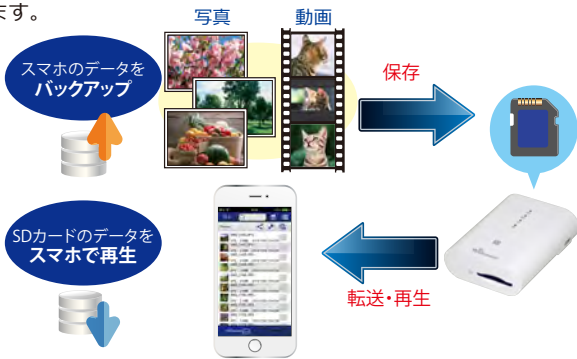 ます。
写真 動画
スマホのデータを
バックアップ
保存
SDカードのデータを
スマホで再生
転送・再生